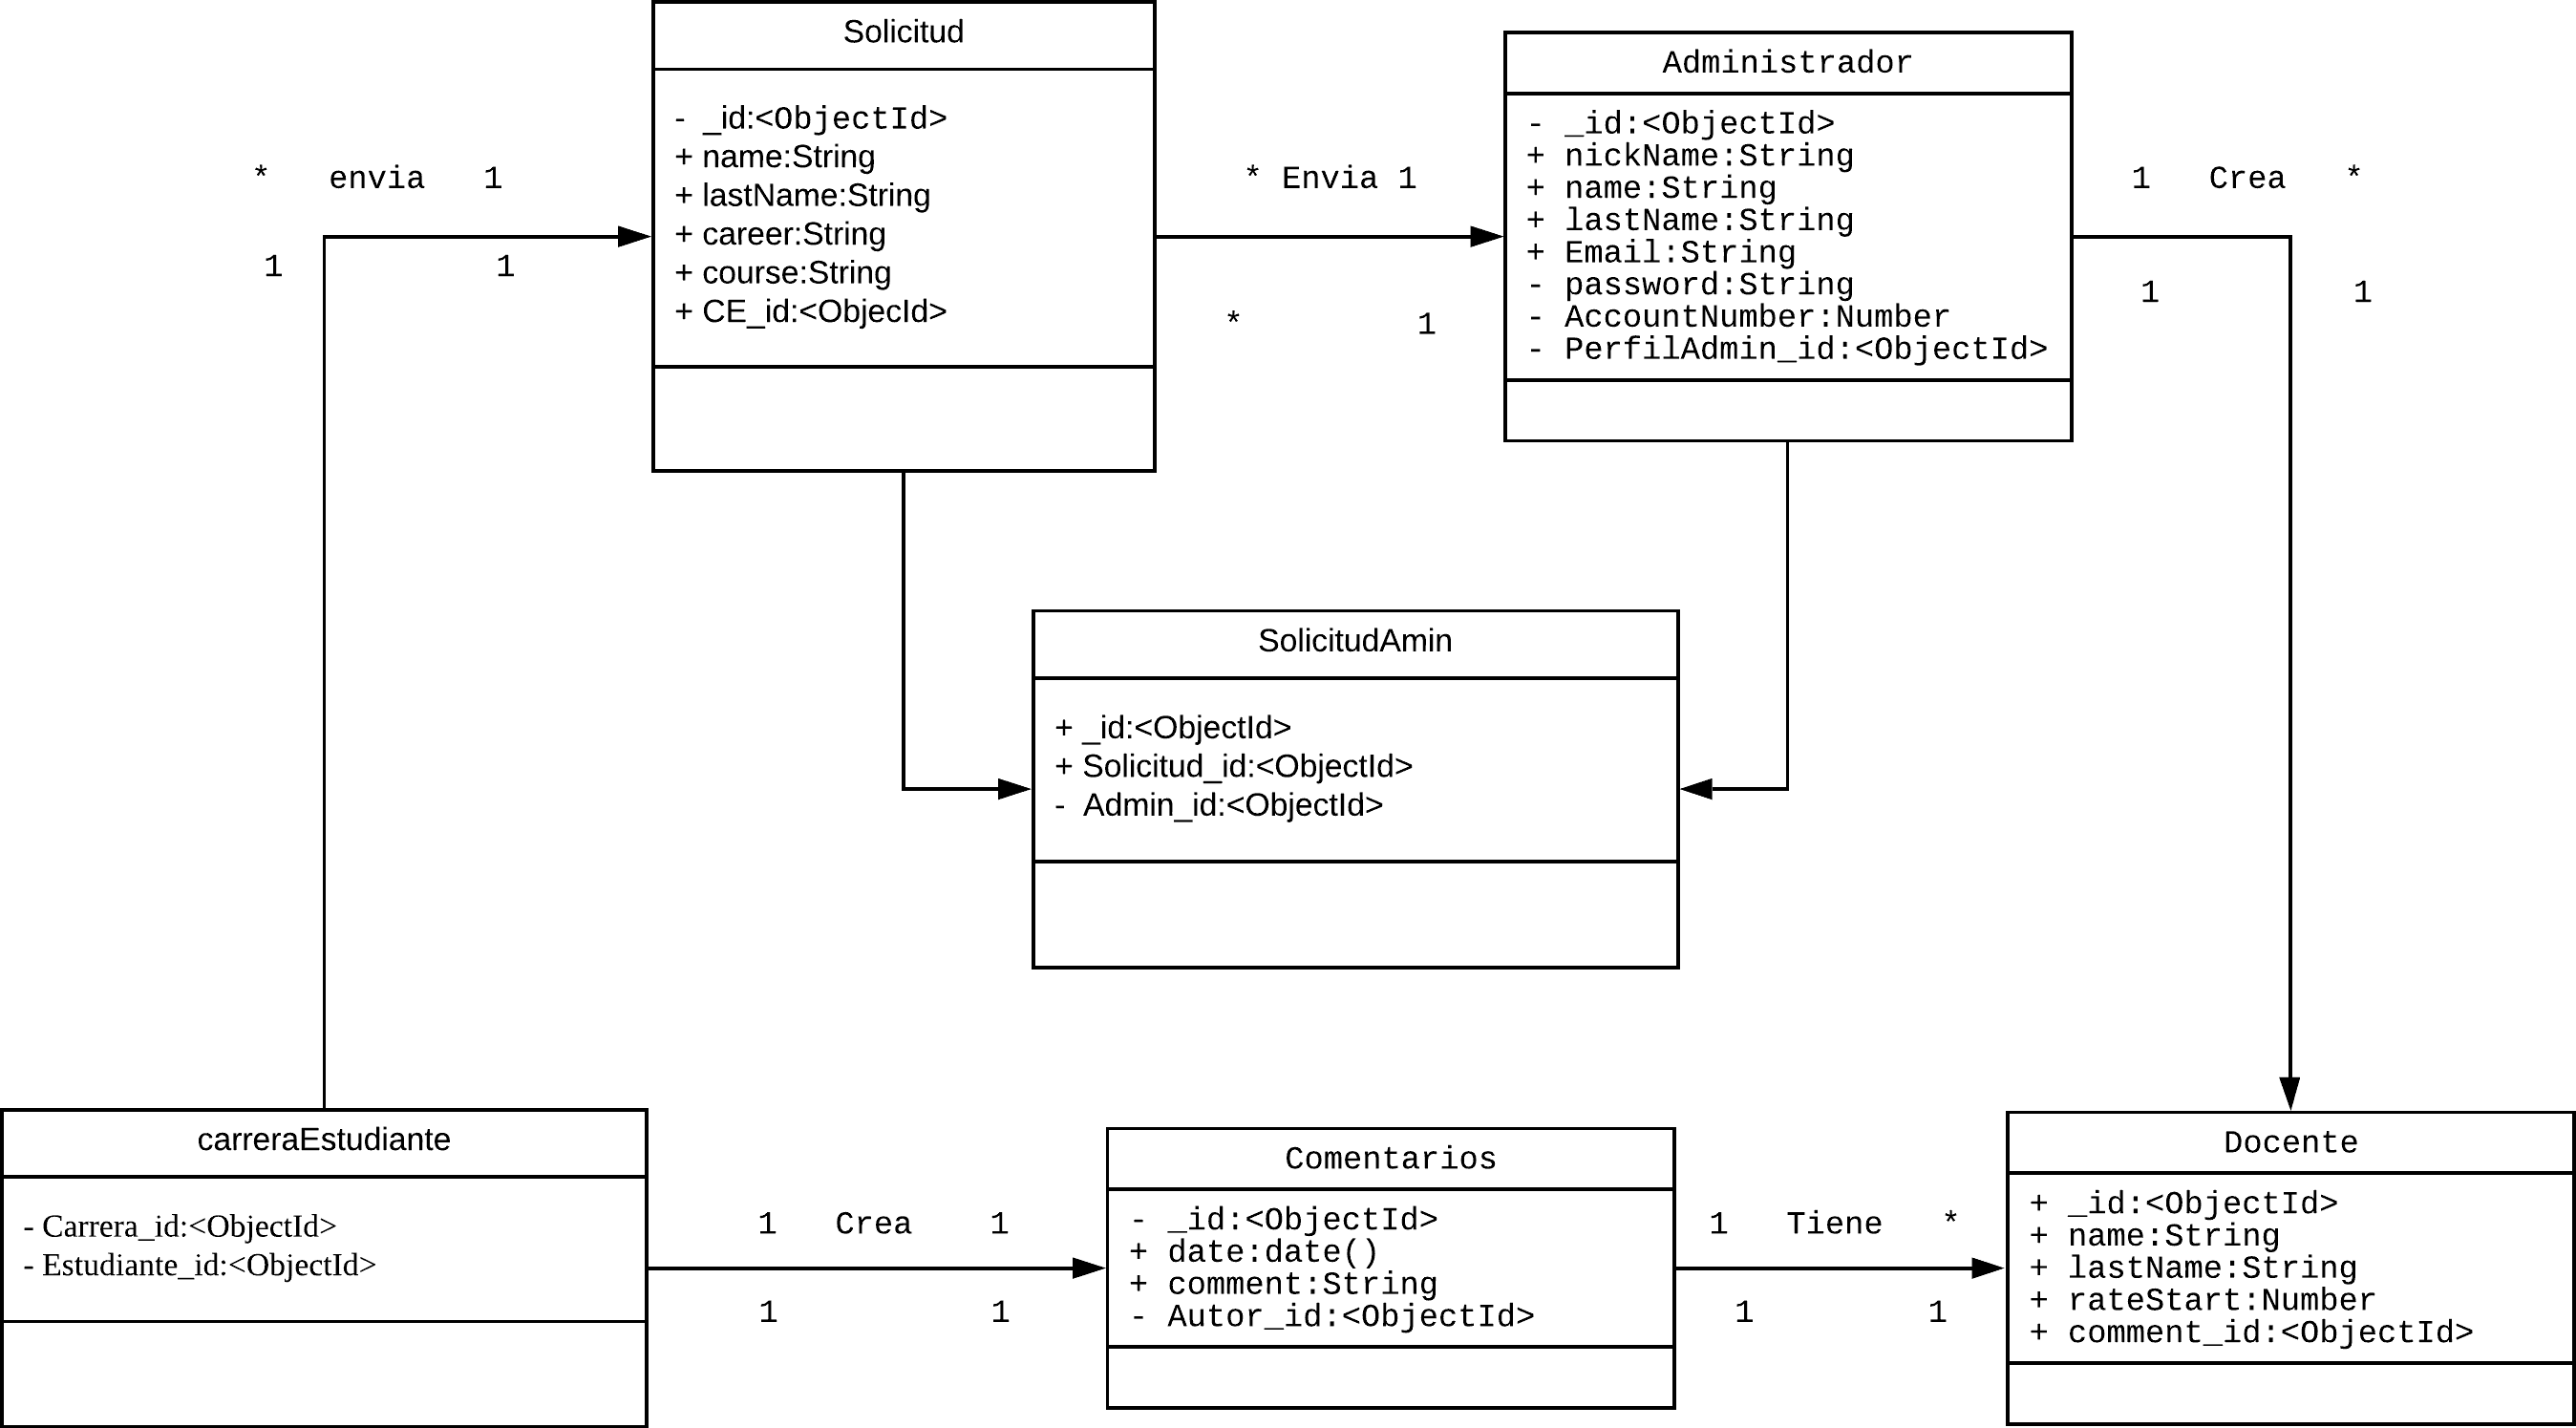 Solicitud
- _id:<ObjectId>
+ name:String
+ lastName:String
+ career:String
+ course:String
+ CE_id:<ObjecId>
Administrador
- _id:<ObjectId>
+ nickName:String
+ name:String
+ lastName:String
+ Email:String
- password:String
- AccountNumber:Number
- PerfilAdmin_id:<ObjectId>
* envia 1
1 1
* Envia 1
* 1
1 Crea *
1 1
SolicitudAmin
+ _id:<ObjectId>
+ Solicitud_id:<ObjectId>
- Admin_id:<ObjectId>
carreraEstudiante
- Carrera_id:<ObjectId>
- Estudiante_id:<ObjectId>
1 Crea 1
1 1
Comentarios
- _id:<ObjectId>
+ date:date()
+ comment:String
- Autor_id:<ObjectId>
1 Tiene *
1 1
Docente
+ _id:<ObjectId>
+ name:String
+ lastName:String
+ rateStart:Number
+ comment_id:<ObjectId>